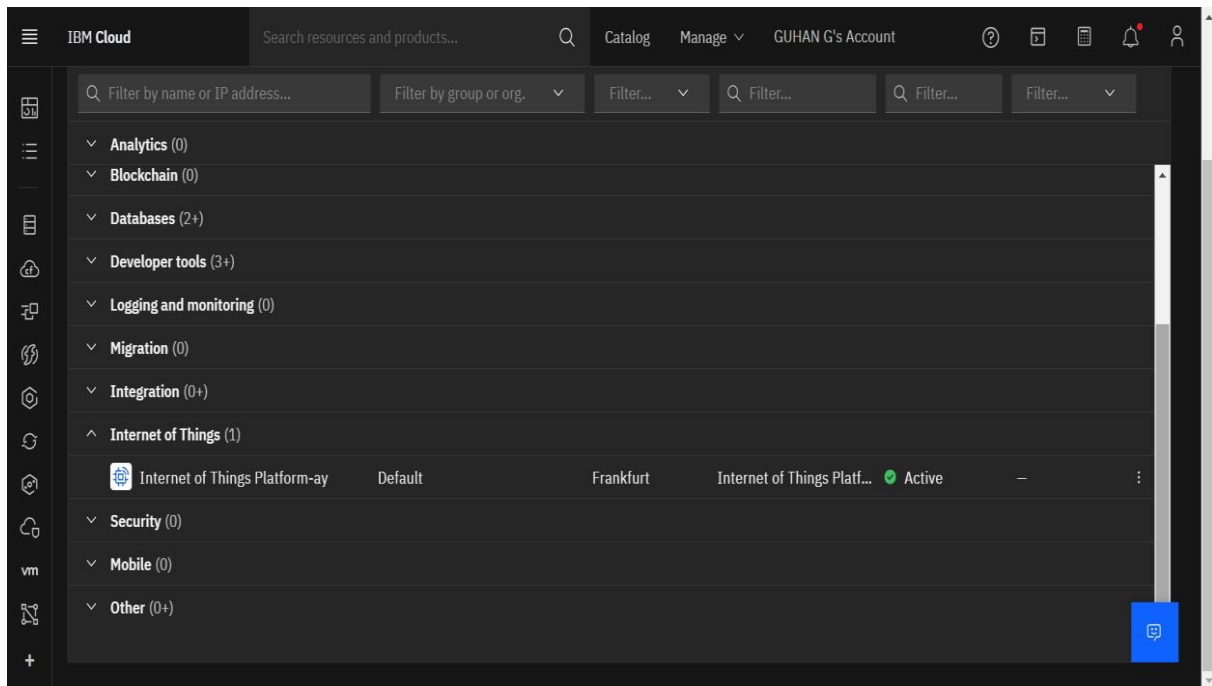 IBM Cloud Search resources and products... Catalog Manage GUHAN G's Account
Filter by name or IP address... Filter by group or org. Filter... Filter... Filter... Filter...
Analytics (0)
Blockchain (0)
Databases (2+)
Developer tools (3+)
Logging and monitoring (0)
Migration (0)
Integration (0+)
Internet of Things (1)
Internet of Things Platform-ay Default Frankfurt Internet of Things Platf... Active –
Security (0)
vm Mobile (0)
Other (0+)